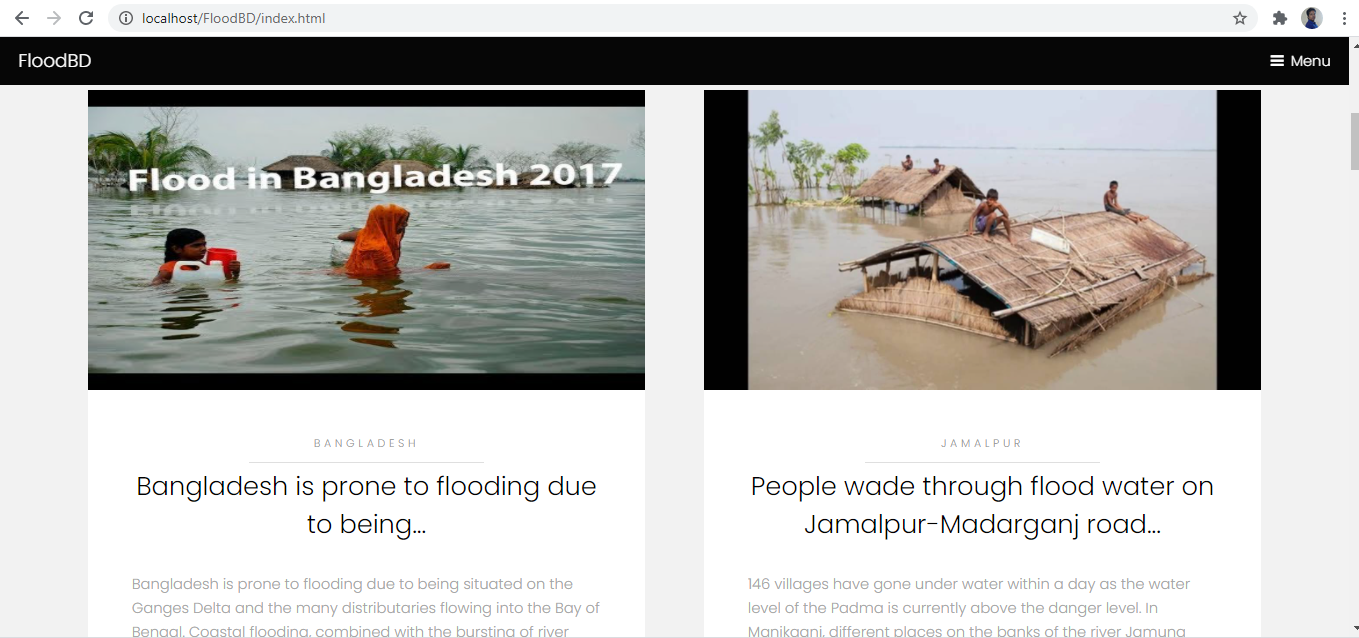 localhost/FloodBD/index.html
FloodBD
Menu
Flood in Bangladesh 2017
BANGLADESH
Bangladesh is prone to flooding due
to being...
Bangladesh is prone to flooding due to being situated on the
Ganges Delta and the many distributaries flowing into the Bay of
Bengal. Coastal flooding, combined with the bursting of river
JAMALPUR
People wade through flood water on
Jamalpur-Madarganj road...
146 villages have gone under water within a day as the water
level of the Padma is currently above the danger level. In
Manikganj, different places on the banks of the river Jamuna